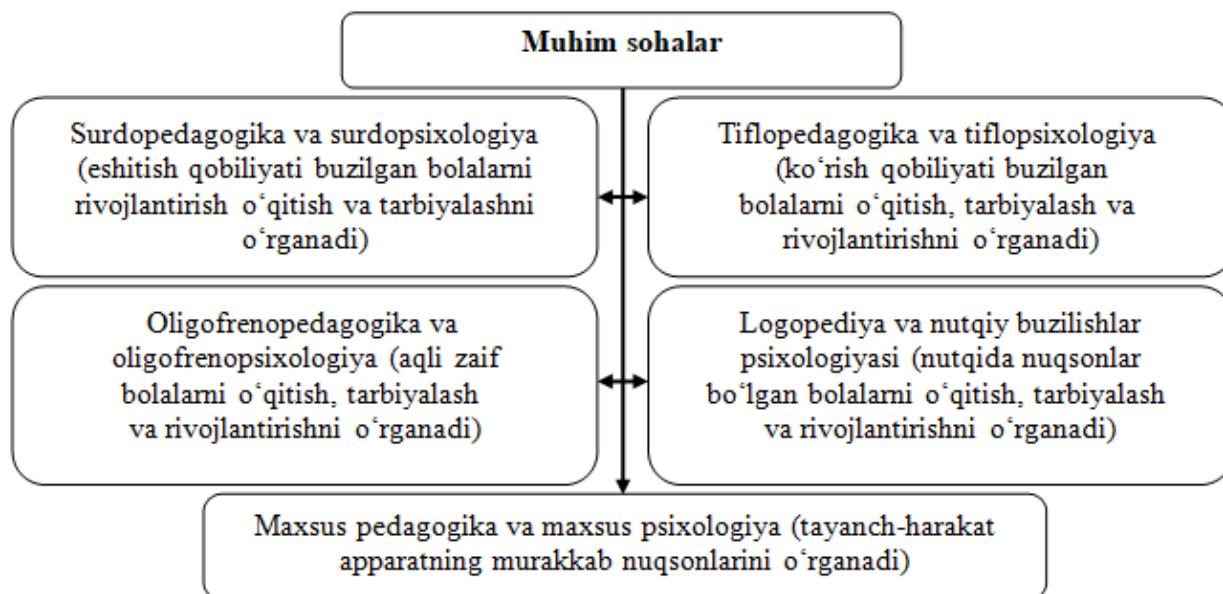 Muhim sohalar
Surdopedagogika va surdopsixologiya
(eshitish qobiliyati buzilgan bolalarni
rivojlantirish o‘qitish va tarbiyalashni
o‘rganadi)
Tiflopedagogika va tiflopsixologiya
(ko‘rish qobiliyati buzilgan
bolalarni o‘qitish, tarbiyalash va
rivojlantirishni o‘rganadi)
Oligofrenopedagogika va
oligofrenopsixologiya (aqli zaif
bolalarni o‘qitish, tarbiyalash
va rivojlantirishni o‘rganadi)
Logopediya va nutqiy buzilishlar
psixologiyasi (nutqida nuqsonlar
bo‘lgan bolalarni o‘qitish, tarbiyalash
va rivojlantirishni o‘rganadi)
Maxsus pedagogika va maxsus psixologiya (tayanch-harakat
apparatning murakkab nuqsonlarini o‘rganadi)